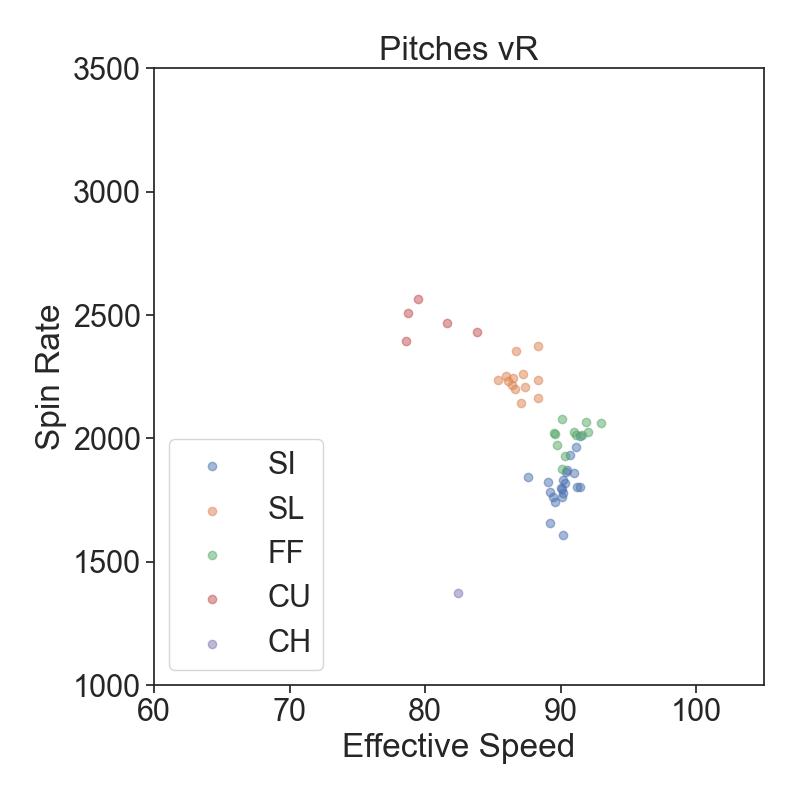 Pitches vR
3500
3000
2500
2000
1500
1000
Spin Rate
SI
SL
FF
CU
CH
60 70 80 90 100
Effective Speed